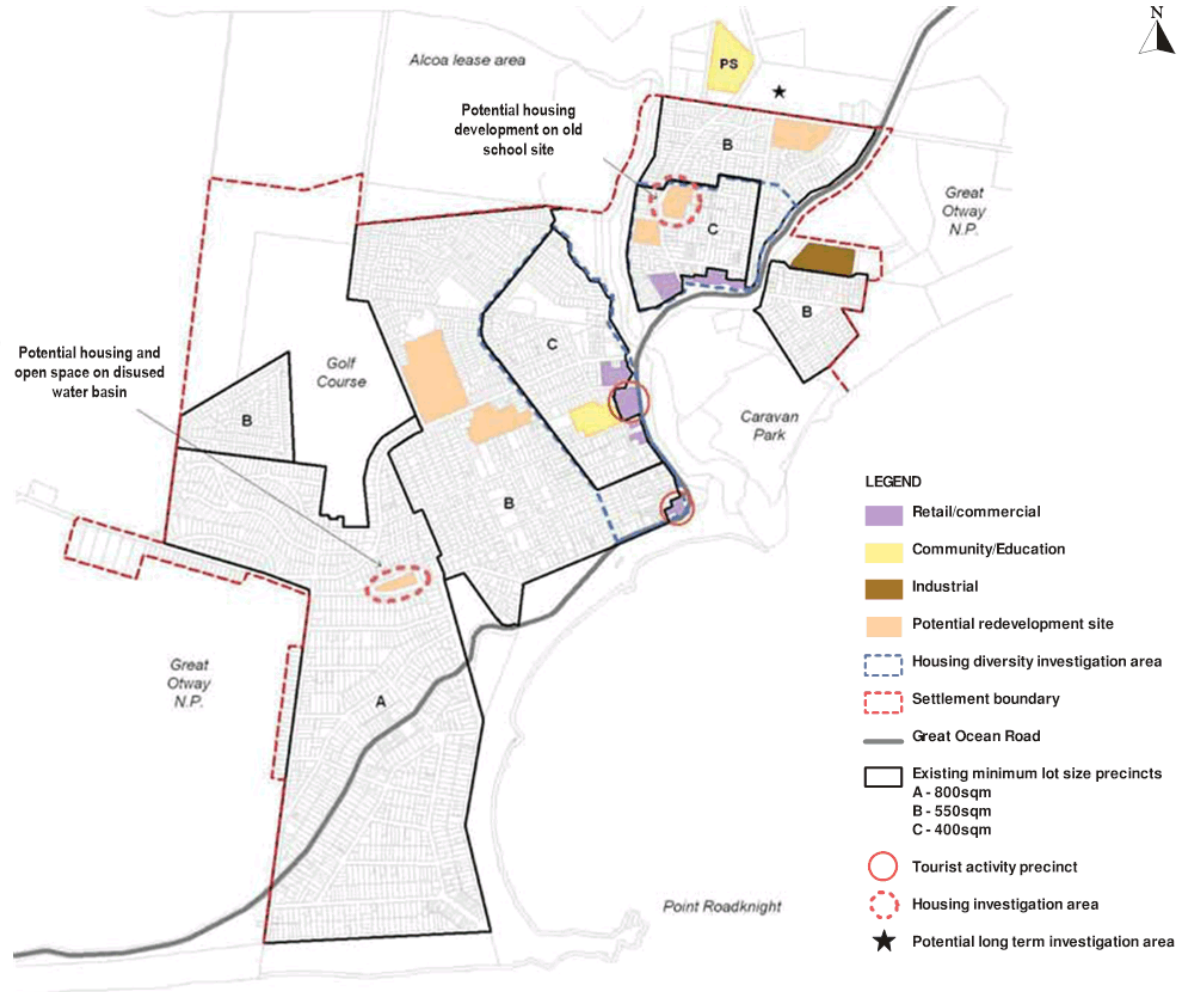 N
Alcoa lease area
PS
Potential housing
development on old
school site
B
Great
Otway
N.P.
C
B
C
Potential housing and
open space on disused
water basin
Golf
Course
B
Caravan
Park
B
LEGEND
Retail/commercial
Community/Education
Industrial
Potential redevelopment site
Housing diversity investigation area
Settlement boundary
Great Ocean Road
Existing minimum lot size precincts
A - 800sqm
B - 550sqm
C - 400sqm
Tourist activity precinct
Housing investigation area
Potential long term investigation area
Great
Otway
N.P.
A
Point Roadknight